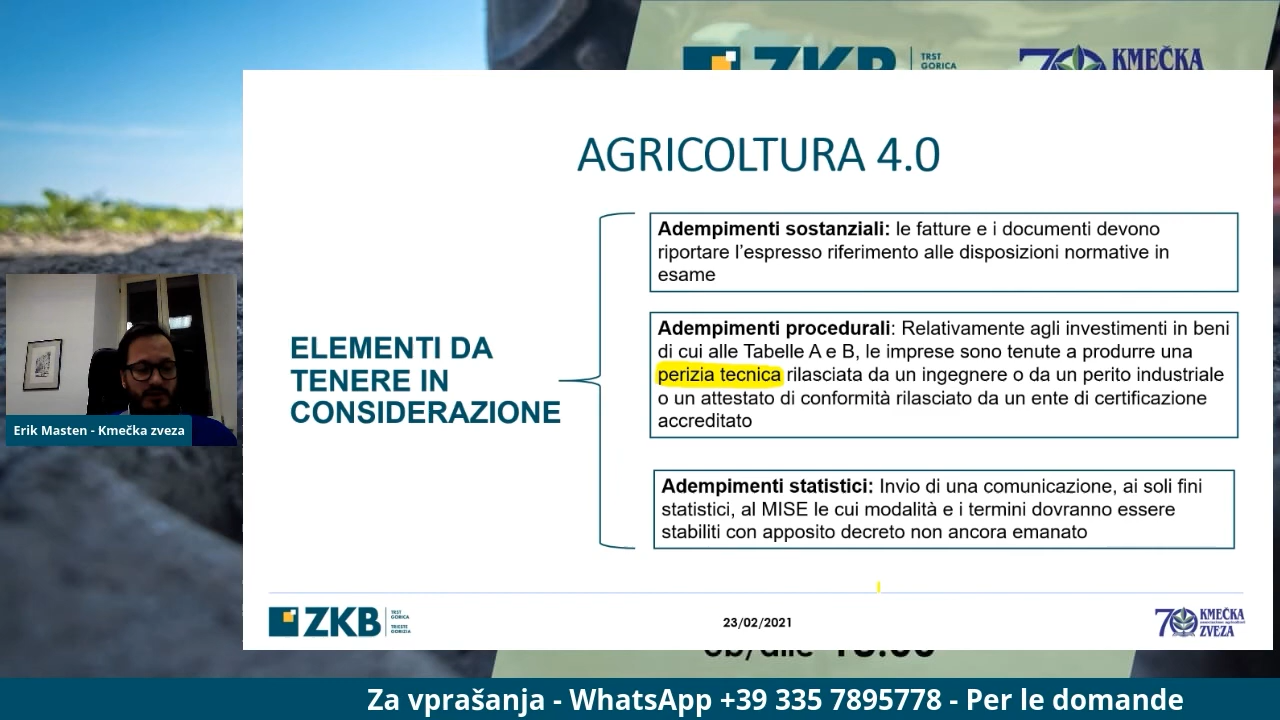 ZKB
TRST
GORICA
70 KMEČKA
AGRICOLTURA 4.0
ELEMENTI DA
TENERE IN
CONSIDERAZIONE
Adempimenti sostanziali: le fatture e i documenti devono
riportare l’espresso riferimento alle disposizioni normative in
esame
Adempimenti procedurali: Relativamente agli investimenti in beni
di cui alle Tabelle A e B, le imprese sono tenute a produrre una
perizia tecnica rilasciata da un ingegnere o da un perito industriale
o un attestato di conformità rilasciato da un ente di certificazione
accreditato
Adempimenti statistici: Invio di una comunicazione, ai soli fini
statistici, al MISE le cui modalità e i termini dovranno essere
stabiliti con apposito decreto non ancora emanato
Erik Masten - Kmečka zveza
ZKB
TRST
GORICA
TRIESTE
GORIZIA
23/02/2021
70 KMEČKA
ZVEZA
ob/alle
Za vprašanja - WhatsApp +39 335 7895778 - Per le domande